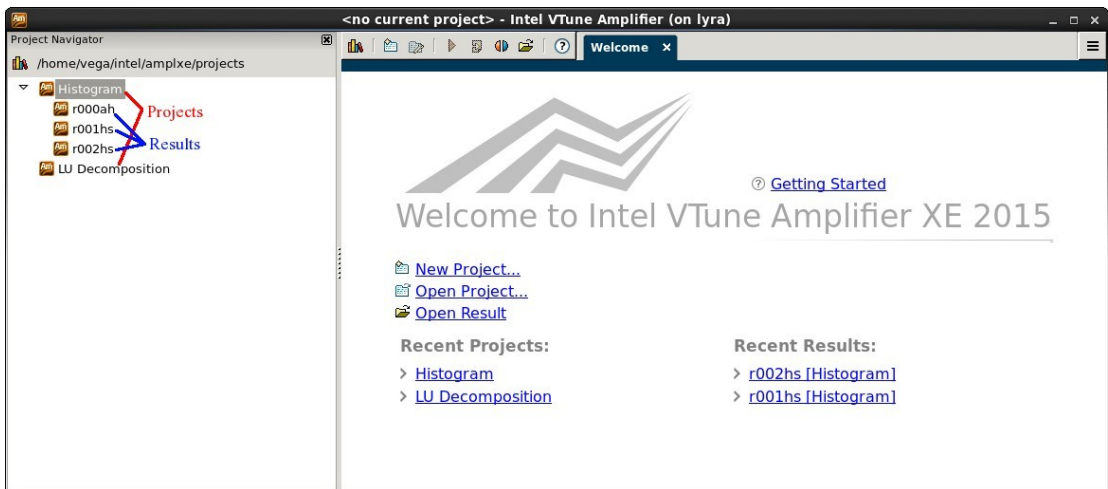 <no current project> - Intel VTune Amplifier (on lyra)
Project Navigator
/home/vega/intel/amplxe/projects
Welcome
Histogram
r000ah
Projects
r001hs
r002hs
Results
LU Decomposition
Getting Started
Welcome to Intel VTune Amplifier XE 2015
New Project...
Open Project...
Open Result
Recent Projects:
Histogram
LU Decomposition
Recent Results:
r002hs [Histogram]
r001hs [Histogram]